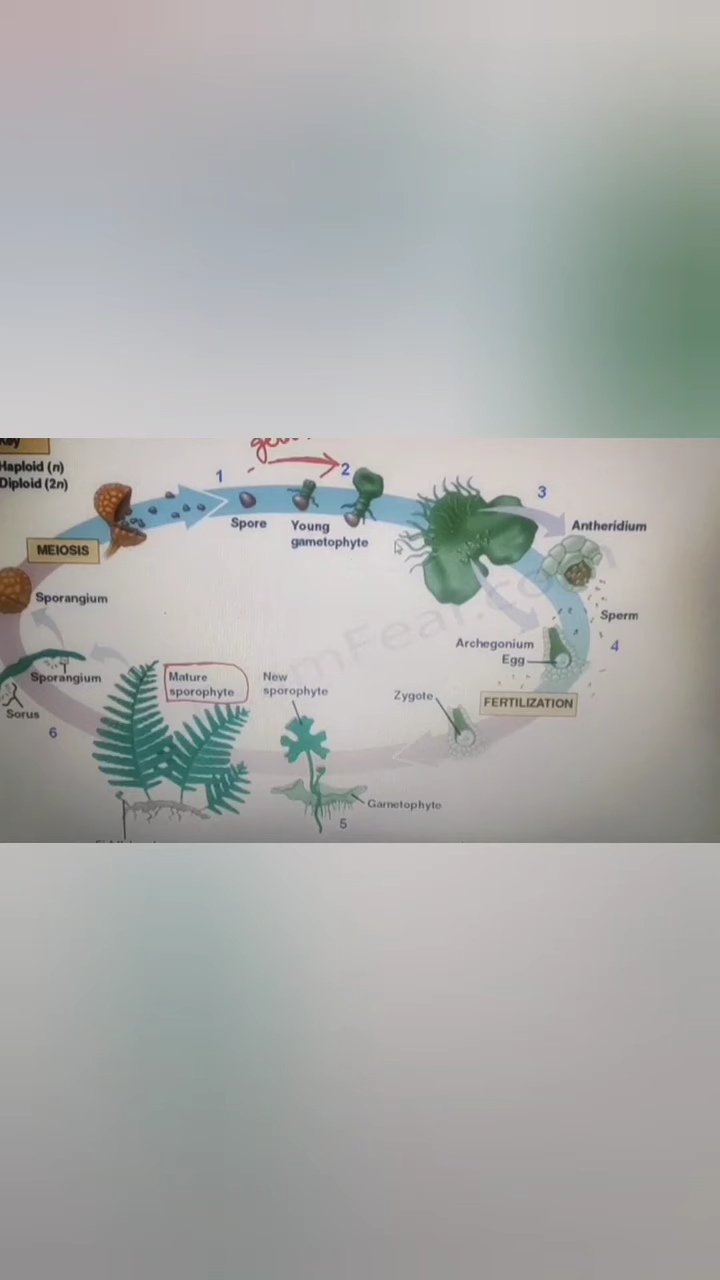 Key
Haploid (n)
Diploid (2n)
1
2
Spore
Young
gametophyte
3
Antheridium
MEIOSIS
Sporangium
Sperm
4
Archegonium
Egg
FERTILIZATION
Zygote
Sporangium
Sorus
6
Mature
sporophyte
New
sporophyte
Gametophyte
5